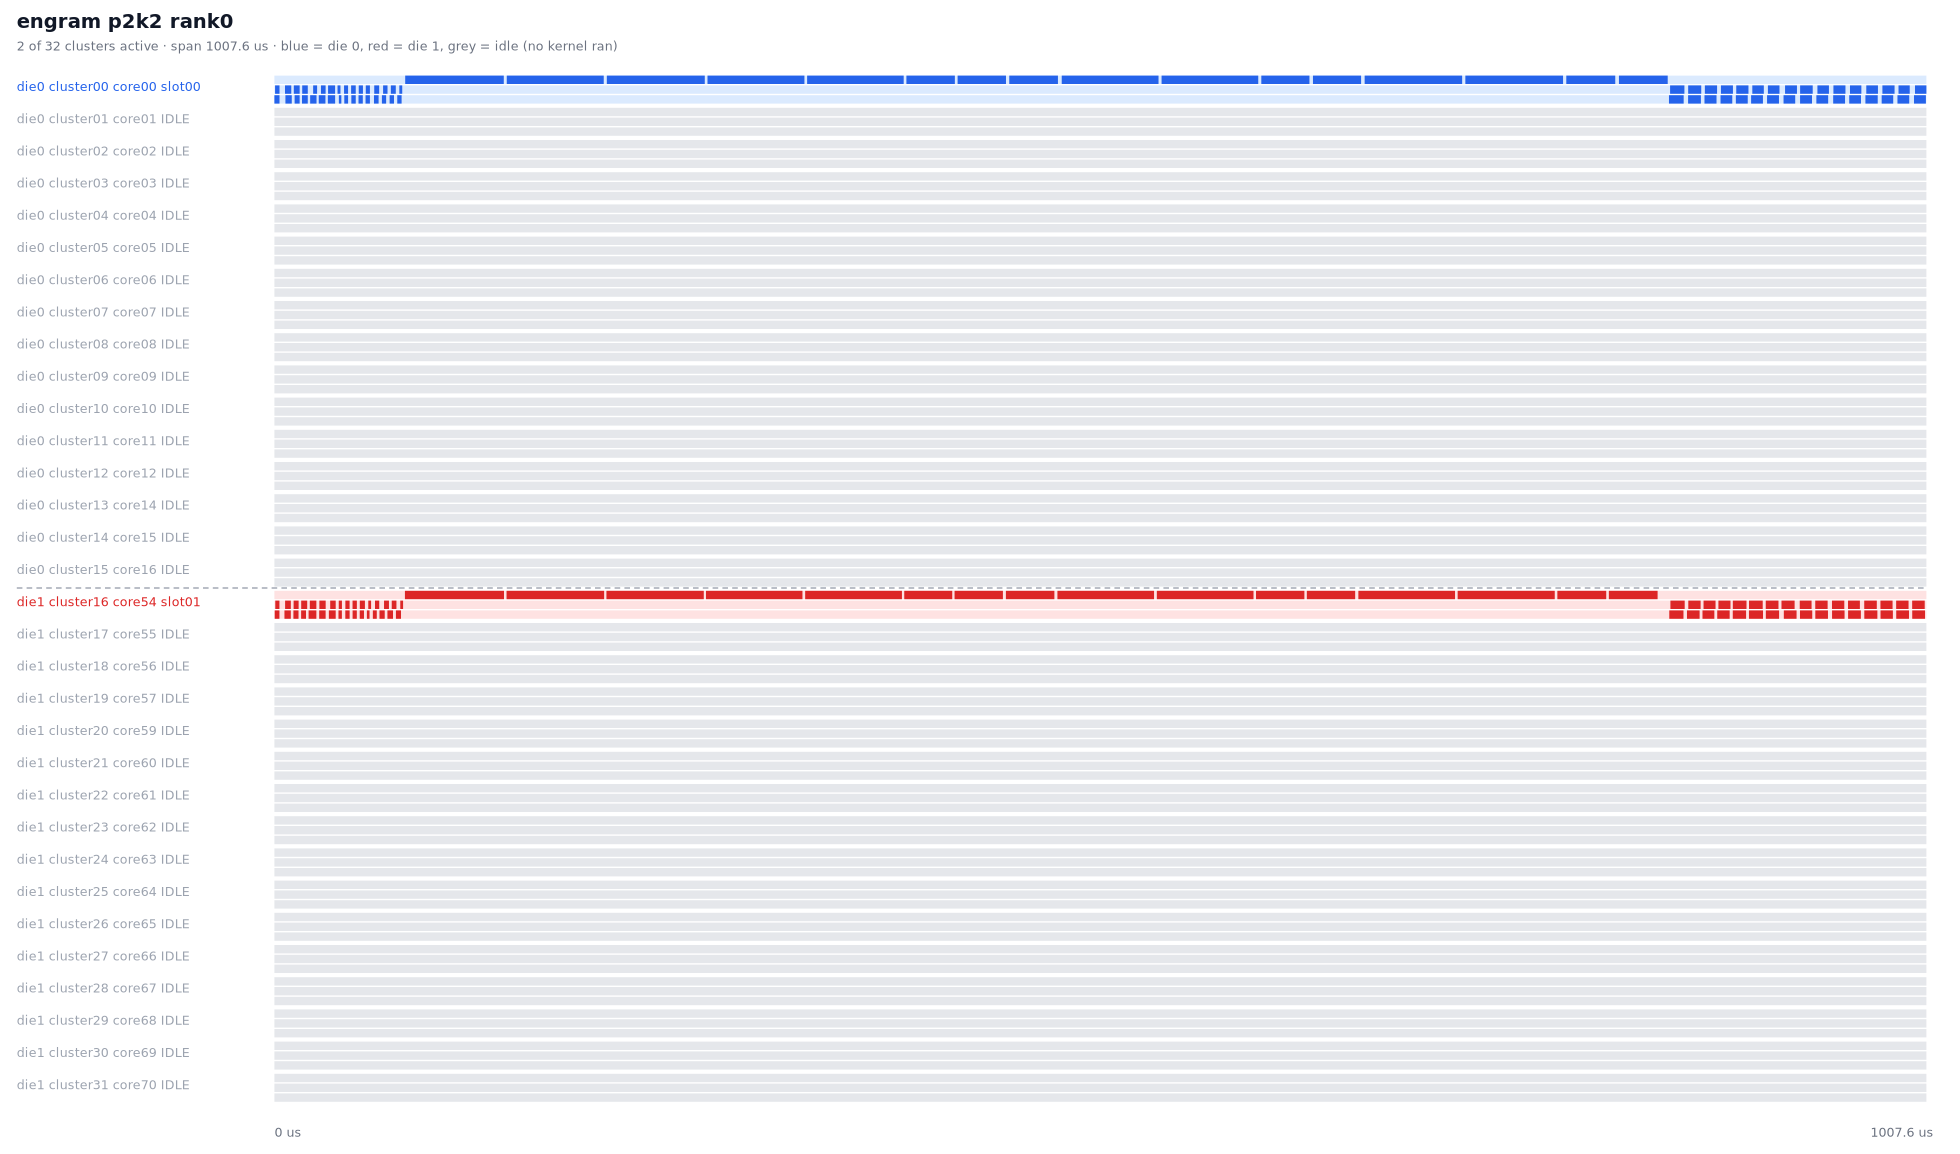 engram p2k2 rank0
2 of 32 clusters active · span 1007.6 us · blue = die 0, red = die 1, grey = idle (no kernel ran)
die0 cluster00 core00 slot00
die0 cluster01 core01 IDLE
die0 cluster02 core02 IDLE
die0 cluster03 core03 IDLE
die0 cluster04 core04 IDLE
die0 cluster05 core05 IDLE
die0 cluster06 core06 IDLE
die0 cluster07 core07 IDLE
die0 cluster08 core08 IDLE
die0 cluster09 core09 IDLE
die0 cluster10 core10 IDLE
die0 cluster11 core11 IDLE
die0 cluster12 core12 IDLE
die0 cluster13 core14 IDLE
die0 cluster14 core15 IDLE
die0 cluster15 core16 IDLE
die1 cluster16 core54 slot01
die1 cluster17 core55 IDLE
die1 cluster18 core56 IDLE
die1 cluster19 core57 IDLE
die1 cluster20 core59 IDLE
die1 cluster21 core60 IDLE
die1 cluster22 core61 IDLE
die1 cluster23 core62 IDLE
die1 cluster24 core63 IDLE
die1 cluster25 core64 IDLE
die1 cluster26 core65 IDLE
die1 cluster27 core66 IDLE
die1 cluster28 core67 IDLE
die1 cluster29 core68 IDLE
die1 cluster30 core69 IDLE
die1 cluster31 core70 IDLE
0 us
1007.6 us